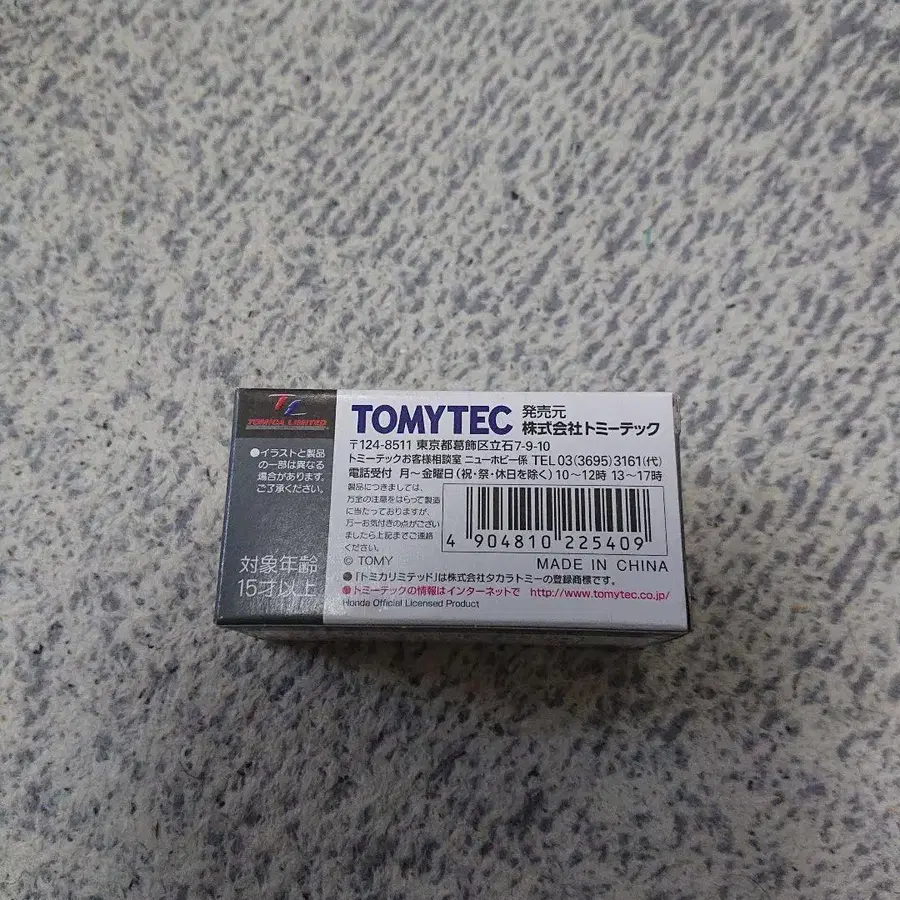 TL
TOMICA LIMITED
●イラストと製品
の一部は異なる
場合があります。
ご了承ください。
対象年齢
15才以上
TOMYTEC 発売元
株式会社トミーテック
〒124-8511 東京都葛飾区立石7-9-10
トミーテックお客様相談室 ニューホビー係 TEL 03(3695)3161(代)
電話受付 月〜金曜日(祝・祭・休日を除く)10〜12時 13〜17時
製品につきましては、
万全の注意をはらって製造
に当たっておりますが、
万一お気付きの点がござい
ましたら上記までご連絡
ください。
© TOMY
4 904810 225409
MADE IN CHINA
●「トミカリミテッド」は株式会社タカラトミーの登録商標です。
●トミーテックの情報はインターネットで http://www.tomytec.co.jp/
Honda Official Licensed Product